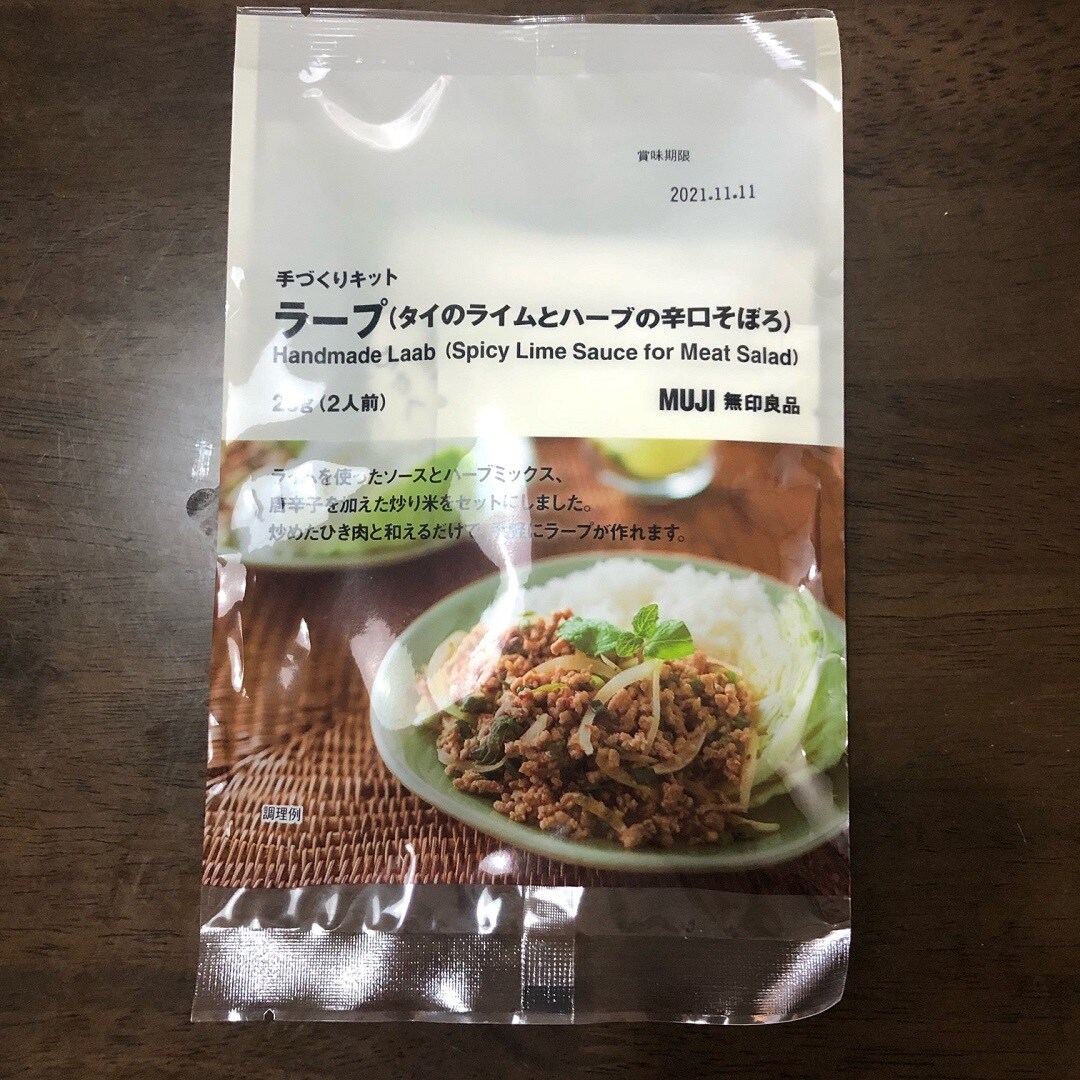 賞味期限
2021.11.11
手づくりキット
ラープ(タイのライムとハーブの辛口そぼろ)
Handmade Laab (Spicy Lime Sauce for Meat Salad)
(2人前)
MUJI 無印良品
ライムを使ったソースとハーブミックス、
唐辛子を加えた炒り米をセットにしました。
炒めたひき肉と和えるだけで にラープが作れます。
調理例